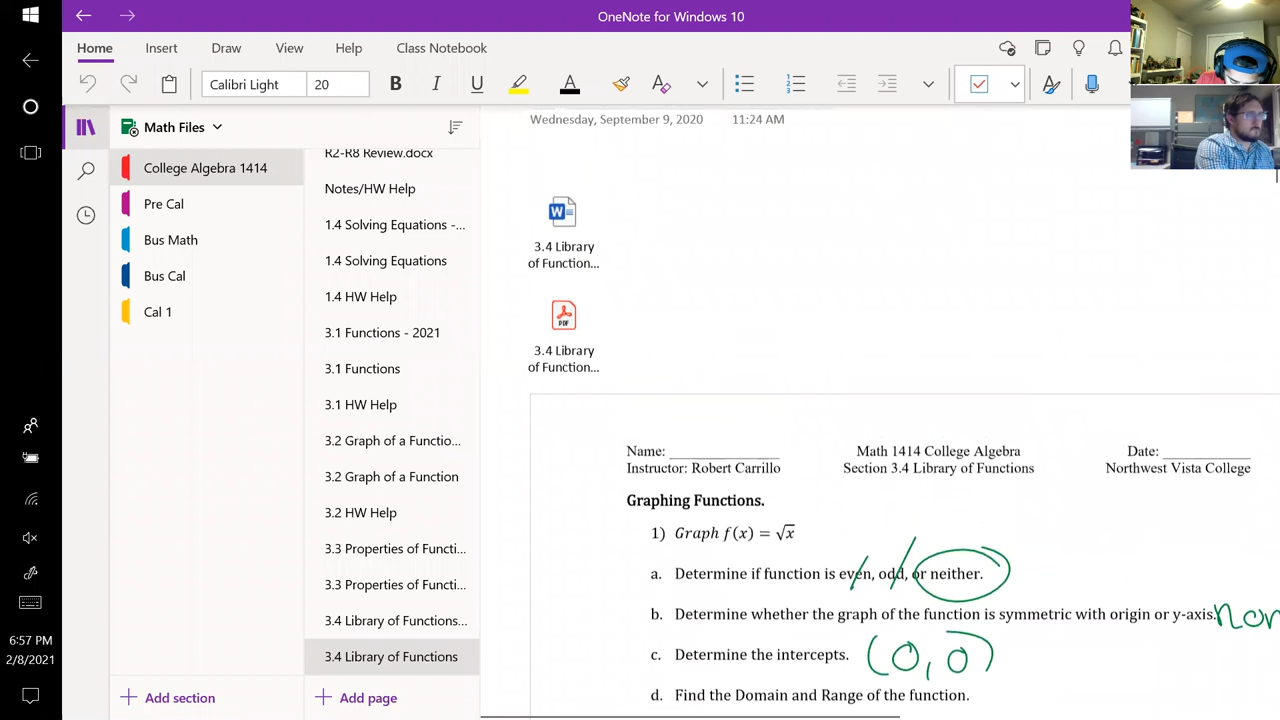 OneNote for Windows 10
Home Insert Draw View Help Class Notebook
Calibri Light 20 B I U A
Math Files
College Algebra 1414
Pre Cal
Bus Math
Bus Cal
Cal 1
Add section
R2-R8 Review.docx
Notes/HW Help
1.4 Solving Equations -...
1.4 Solving Equations
1.4 HW Help
3.1 Functions - 2021
3.1 Functions
3.1 HW Help
3.2 Graph of a Functio...
3.2 Graph of a Function
3.2 HW Help
3.3 Properties of Functi...
3.3 Properties of Functi...
3.4 Library of Functions...
3.4 Library of Functions
Add page
Wednesday, September 9, 2020 11:24 AM
3.4 Library
of Function...
PDF
3.4 Library
of Function...
Name: ____________ Math 1414 College Algebra Date: __________
Instructor: Robert Carrillo Section 3.4 Library of Functions Northwest Vista College
Graphing Functions.
1) Graph f(x) = √x
a. Determine if function is even, odd, or neither.
b. Determine whether the graph of the function is symmetric with origin or y-axis. non
c. Determine the intercepts. (0,0)
d. Find the Domain and Range of the function.
6:57 PM
2/8/2021